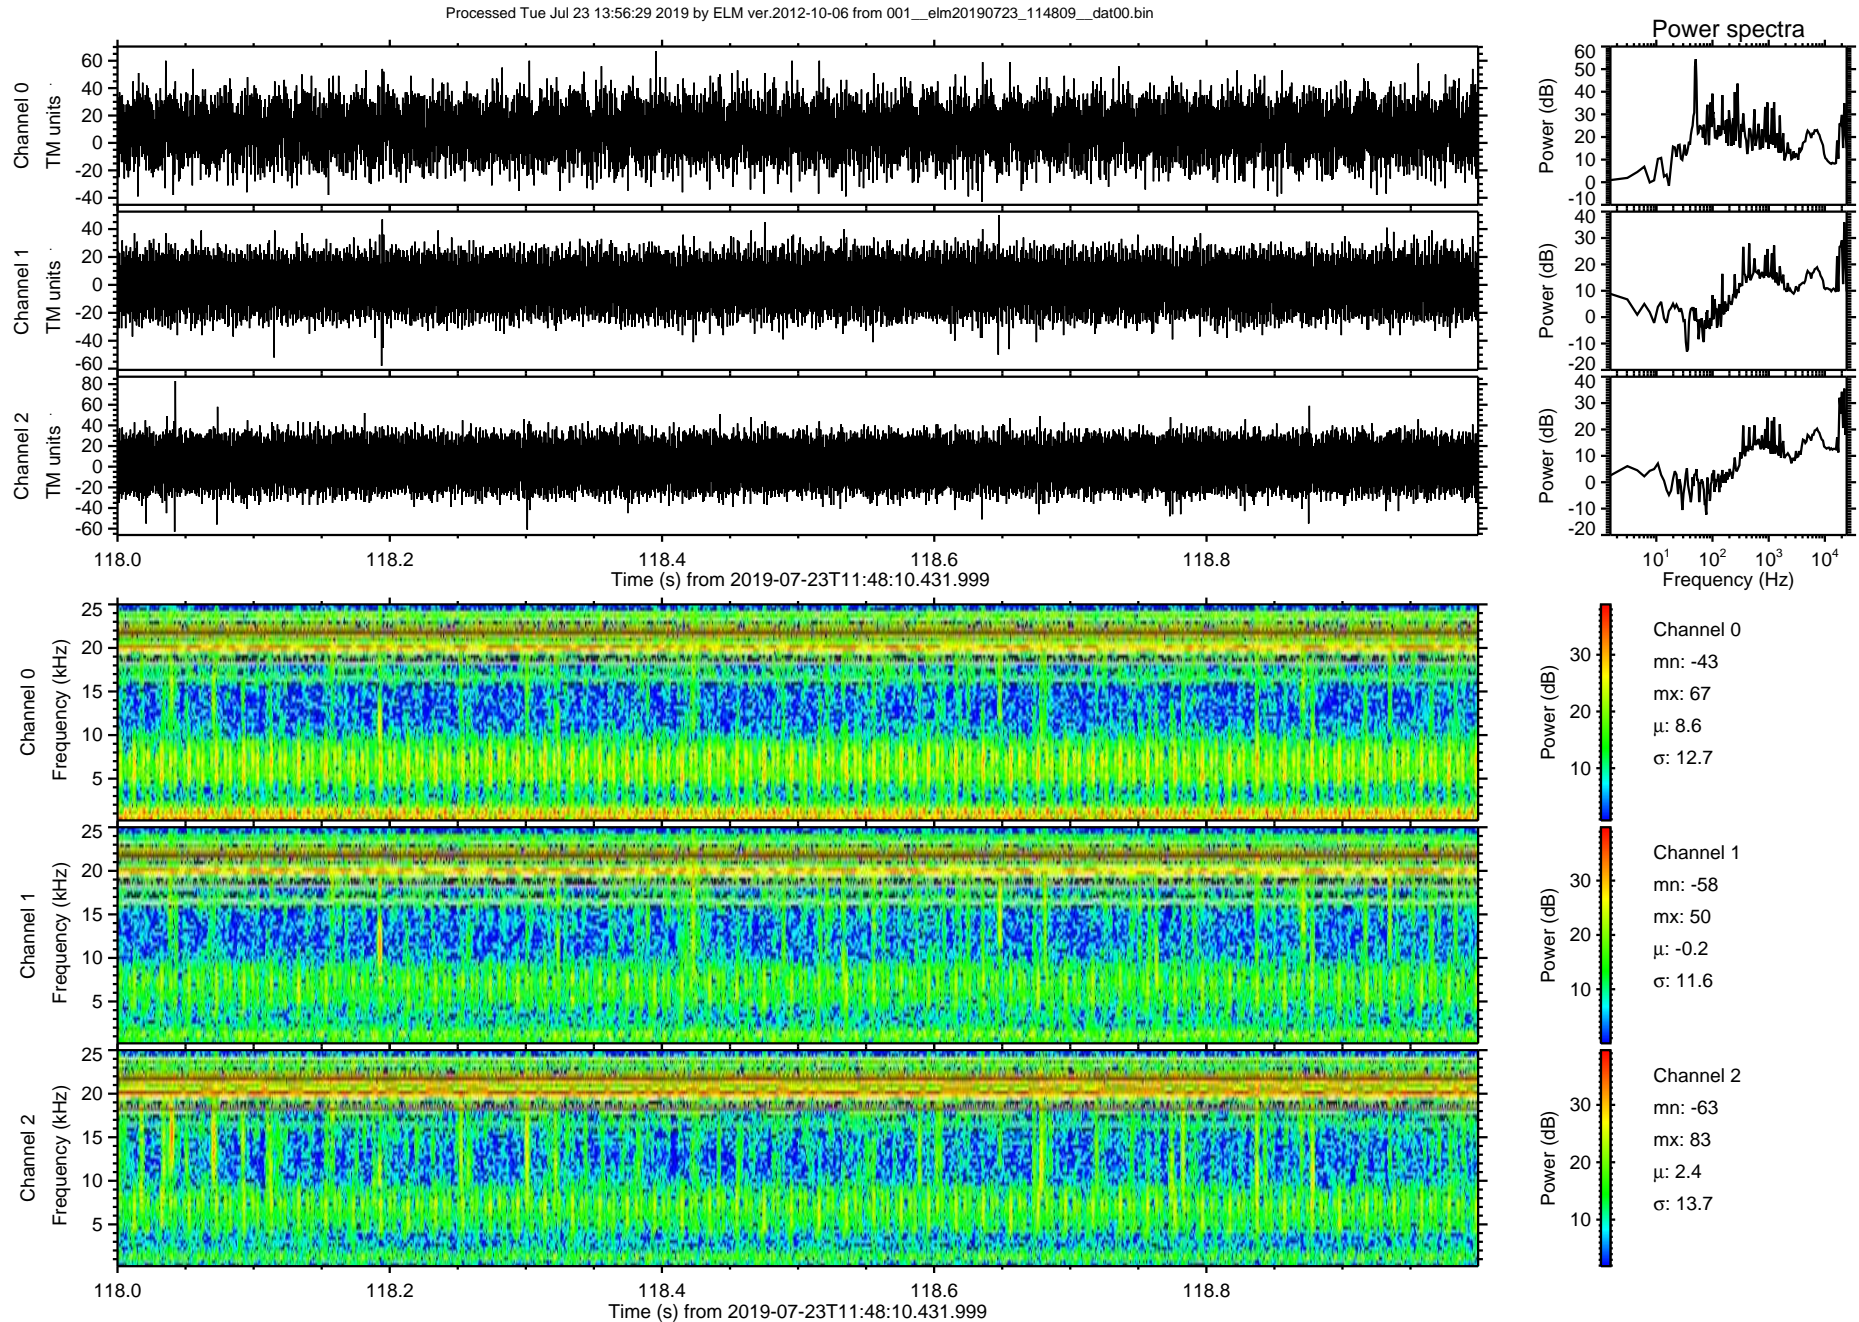 Processed Tue Jul 23 13:56:29 2019 by ELM ver.2012-10-06 from 001__elm20190723_114809__dat00.bin
Power spectra
Channel 0
TM units
60
40
20
0
-20
-40
Power (dB)
60
50
40
30
20
10
0
-10
Channel 1
TM units
40
20
0
-20
-40
-60
Power (dB)
40
30
20
10
0
-10
-20
Channel 2
TM units
80
60
40
20
0
-20
-40
-60
Power (dB)
40
30
20
10
0
-10
-20
118.0 118.2 118.4 118.6 118.8
Time (s) from 2019-07-23T11:48:10.431.999
10¹ 10² 10³ 10⁴
Frequency (Hz)
Channel 0
Frequency (kHz)
25
20
15
10
5
Power (dB)
30
20
10
Channel 0
mn: -43
mx: 67
μ: 8.6
σ: 12.7
Channel 1
Frequency (kHz)
25
20
15
10
5
Power (dB)
30
20
10
Channel 1
mn: -58
mx: 50
μ: -0.2
σ: 11.6
Channel 2
Frequency (kHz)
25
20
15
10
5
Power (dB)
30
20
10
Channel 2
mn: -63
mx: 83
μ: 2.4
σ: 13.7
118.0 118.2 118.4 118.6 118.8
Time (s) from 2019-07-23T11:48:10.431.999